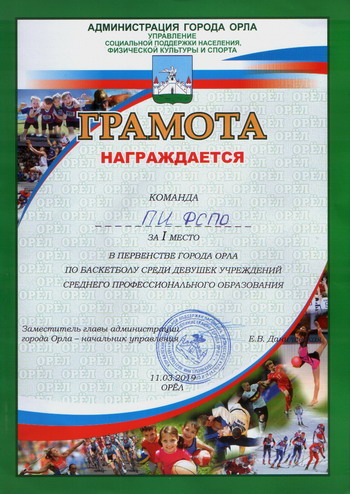 АДМИНИСТРАЦИЯ ГОРОДА ОРЛА
УПРАВЛЕНИЕ
СОЦИАЛЬНОЙ ПОДДЕРЖКИ НАСЕЛЕНИЯ,
ФИЗИЧЕСКОЙ КУЛЬТУРЫ И СПОРТА
ГРАМОТА
НАГРАЖДАЕТСЯ
КОМАНДА
ПИ ФСПО
ЗА I МЕСТО
В ПЕРВЕНСТВЕ ГОРОДА ОРЛА
ПО БАСКЕТБОЛУ СРЕДИ ДЕВУШЕК УЧРЕЖДЕНИЙ
СРЕДНЕГО ПРОФЕССИОНАЛЬНОГО ОБРАЗОВАНИЯ
Заместитель главы администрации
города Орла – начальник управления Е.В.
11.03.2019
ОРЁЛ